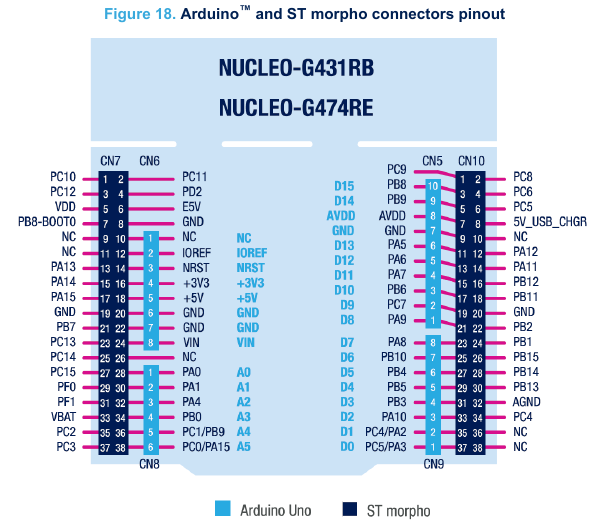 Figure 18. Arduino™ and ST morpho connectors pinout
NUCLEO-G431RB
NUCLEO-G474RE
CN7 CN6 CN5 CN10
PC9
PC10 1 2 PC11 D15 PB8 10 1 2 PC8
PC12 3 4 PD2 D14 PB9 9 3 4 PC6
VDD 5 6 E5V AVDD AVDD 8 5 6 PC5
PB8-BOOT0 7 8 GND GND GND 7 7 8 5V_USB_CHGR
NC 9 10 1 NC NC D13 PA5 6 9 10 NC
NC 11 12 2 IOREF IOREF D12 PA6 5 11 12 PA12
PA13 13 14 3 NRST NRST D11 PA7 4 13 14 PA11
PA14 15 16 4 +3V3 +3V3 D10 PB6 3 15 16 PB12
PA15 17 18 5 +5V +5V D9 PC7 2 17 18 PB11
GND 19 20 6 GND GND D8 PA9 1 19 20 GND
PB7 21 22 7 GND GND 21 22 PB2
PC13 23 24 8 VIN VIN D7 PA8 8 23 24 PB1
PC14 25 26 NC D6 PB10 7 25 26 PB15
PC15 27 28 1 PA0 A0 D5 PB4 6 27 28 PB14
PF0 29 30 2 PA1 A1 D4 PB5 5 29 30 PB13
PF1 31 32 3 PA4 A2 D3 PB3 4 31 32 AGND
VBAT 33 34 4 PB0 A3 D2 PA10 3 33 34 PC4
PC2 35 36 5 PC1/PB9 A4 D1 PC4/PA2 2 35 36 NC
PC3 37 38 6 PC0/PA15 A5 D0 PC5/PA3 1 37 38 NC
CN8 CN9
Arduino Uno ST morpho